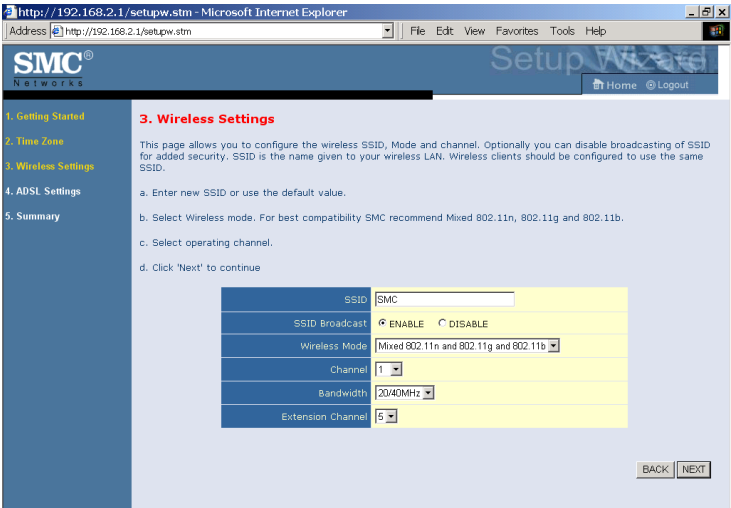 http://192.168.2.1/setupw.stm - Microsoft Internet Explorer
Address http://192.168.2.1/setupw.stm File Edit View Favorites Tools Help
SMC®
Networks
Setup Wizard
Home Logout
1. Getting Started
2. Time Zone
3. Wireless Settings
4. ADSL Settings
5. Summary
3. Wireless Settings
This page allows you to configure the wireless SSID, Mode and channel. Optionally you can disable broadcasting of SSID
for added security. SSID is the name given to your wireless LAN. Wireless clients should be configured to use the same
SSID.
a. Enter new SSID or use the default value.
b. Select Wireless mode. For best compatibility SMC recommend Mixed 802.11n, 802.11g and 802.11b.
c. Select operating channel.
d. Click 'Next' to continue
SSID SMC
SSID Broadcast ENABLE DISABLE
Wireless Mode Mixed 802.11n and 802.11g and 802.11b
Channel 1
Bandwidth 20/40MHz
Extension Channel 5
BACK NEXT